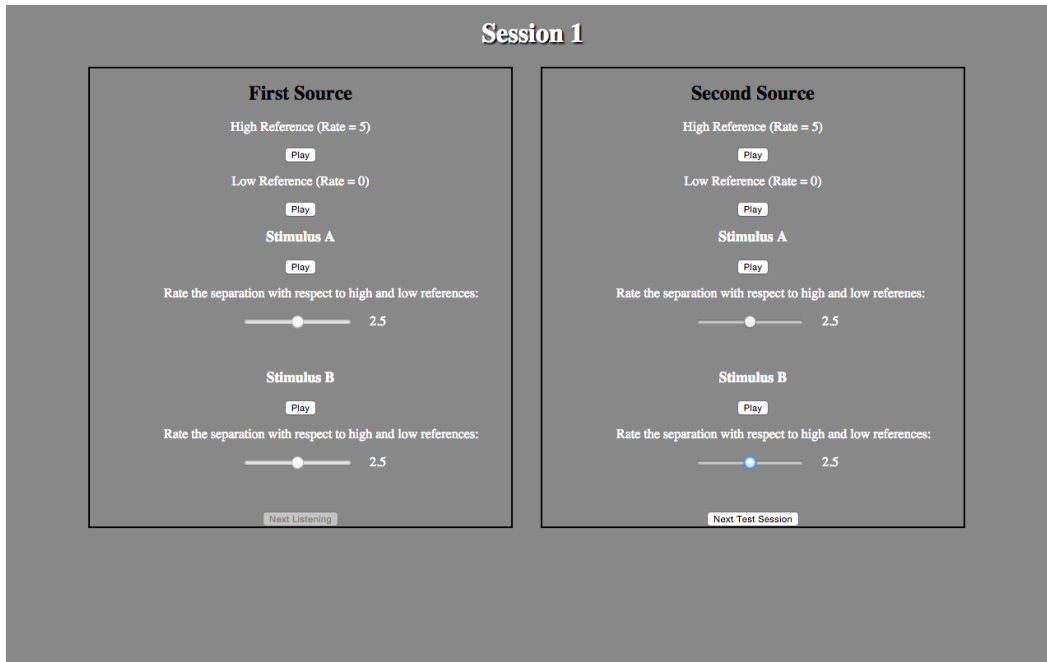 Session 1
First Source
High Reference (Rate = 5)
Play
Low Reference (Rate = 0)
Play
Stimulus A
Play
Rate the separation with respect to high and low references:
2.5
Stimulus B
Play
Rate the separation with respect to high and low references:
2.5
Next Listening
Second Source
High Reference (Rate = 5)
Play
Low Reference (Rate = 0)
Play
Stimulus A
Play
Rate the separation with respect to high and low referenes:
2.5
Stimulus B
Play
Rate the separation with respect to high and low references:
2.5
Next Test Session